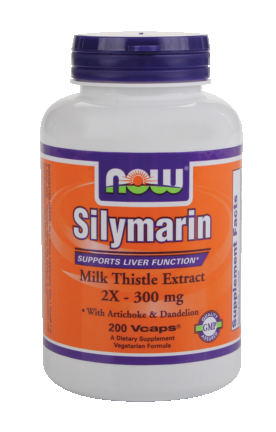 NOW
Silymarin
SUPPORTS LIVER FUNCTION*
Milk Thistle Extract
2X - 300 mg
• With Artichoke & Dandelion
200 Vcaps®
A Dietary Supplement
Vegetarian Formula
GMP
Supplement Facts